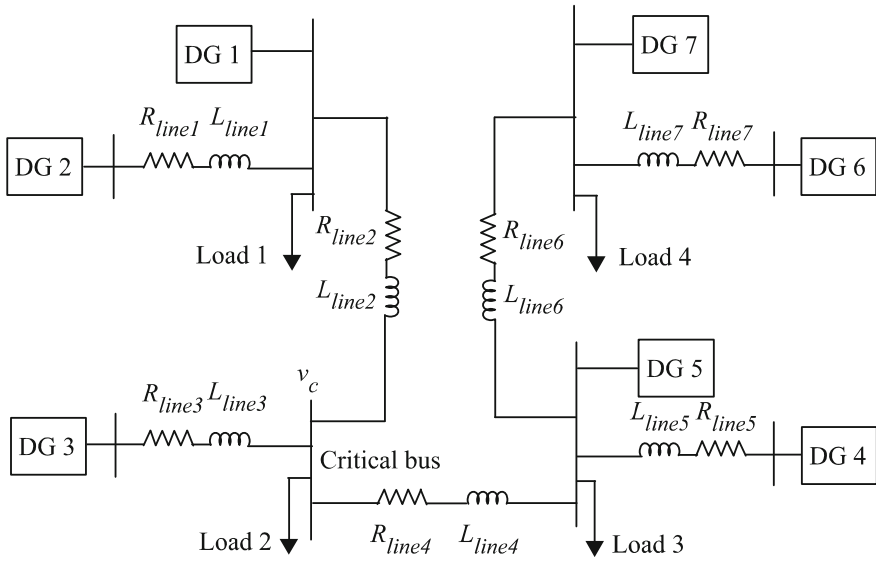 DG 1
DG 7
R_line1 L_line1
L_line7 R_line7
DG 2
DG 6
Load 1
R_line2
R_line6
Load 4
L_line2
L_line6
v_c
DG 5
R_line3 L_line3
L_line5 R_line5
DG 3
DG 4
Critical bus
Load 2
R_line4 L_line4
Load 3